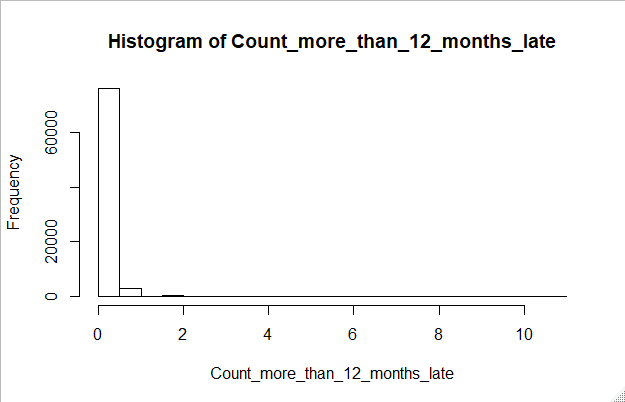 Histogram of Count_more_than_12_months_late
Frequency
60000
20000
0
0 2 4 6 8 10
Count_more_than_12_months_late